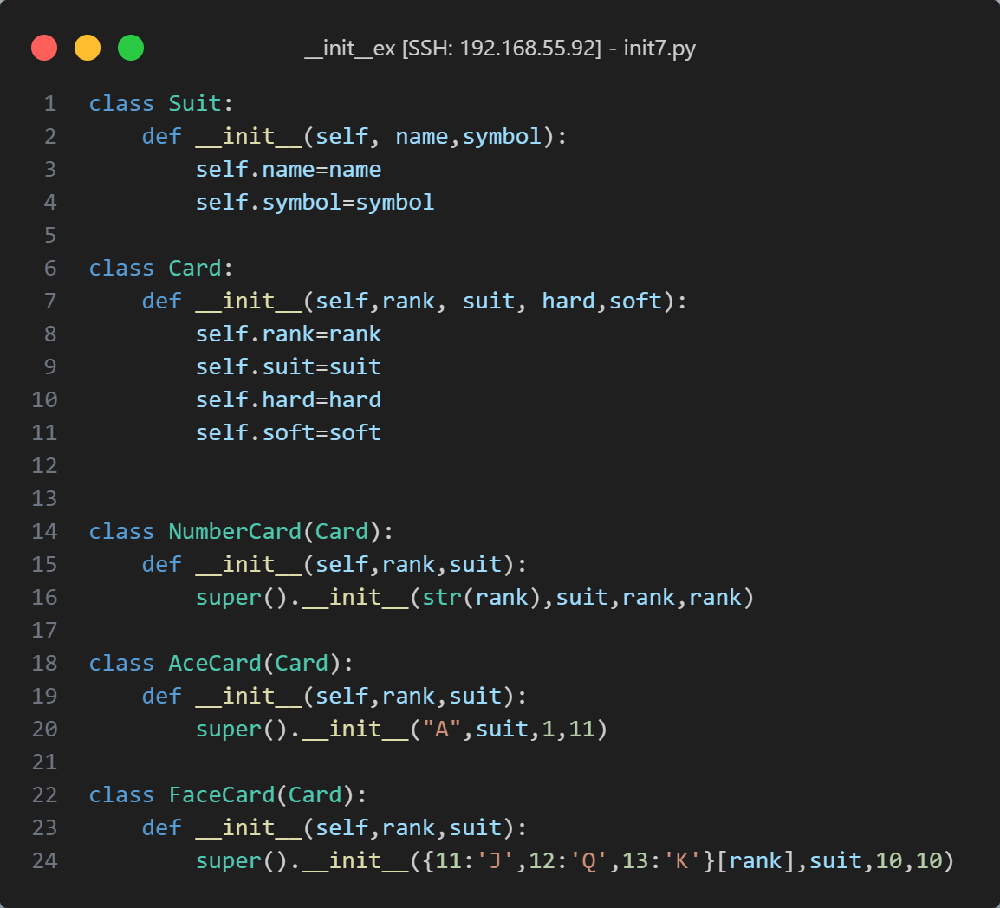 __init__ex [SSH: 192.168.55.92] - init7.py
1 class Suit:
2     def __init__(self, name,symbol):
3         self.name=name
4         self.symbol=symbol
5
6 class Card:
7     def __init__(self,rank, suit, hard,soft):
8         self.rank=rank
9         self.suit=suit
10         self.hard=hard
11         self.soft=soft
12
13
14 class NumberCard(Card):
15     def __init__(self,rank,suit):
16         super().__init__(str(rank),suit,rank,rank)
17
18 class AceCard(Card):
19     def __init__(self,rank,suit):
20         super().__init__("A",suit,1,11)
21
22 class FaceCard(Card):
23     def __init__(self,rank,suit):
24         super().__init__({11:'J',12:'Q',13:'K'}[rank],suit,10,10)